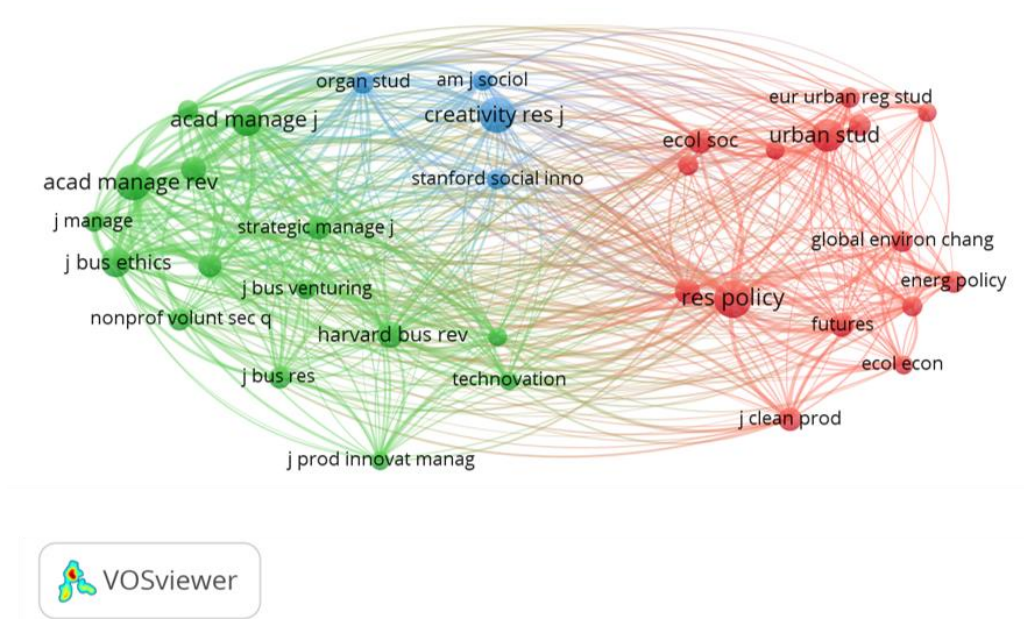 organ stud
am j sociol
eur urban reg stud
acad manage j
creativity res j
urban stud
ecol soc
acad manage rev
stanford social inno
j manage
strategic manage j
global environ chang
j bus ethics
energ policy
j bus venturing
res policy
nonprof volunt sec q
futures
harvard bus rev
ecol econ
j bus res
technovation
j clean prod
j prod innovat manag
VOSviewer